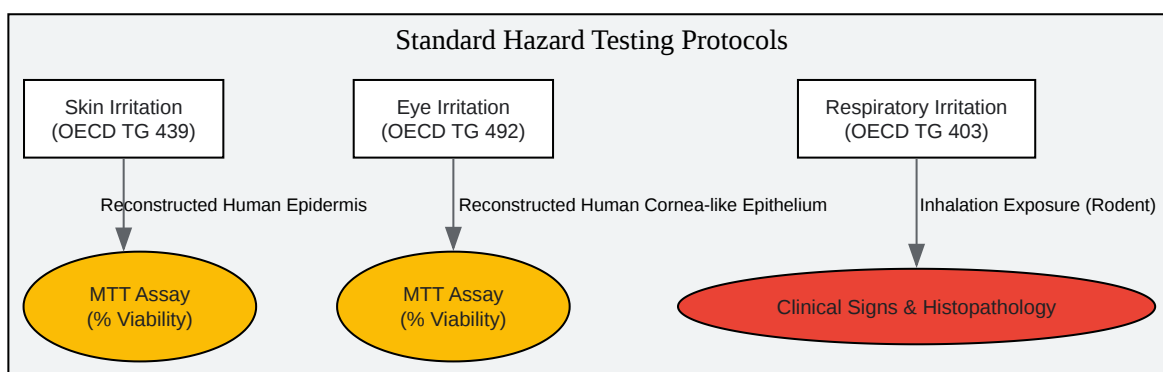 Standard Hazard Testing Protocols
Skin Irritation
(OECD TG 439)
Eye Irritation
(OECD TG 492)
Respiratory Irritation
(OECD TG 403)
Reconstructed Human Epidermis
Reconstructed Human Cornea-like Epithelium
Inhalation Exposure (Rodent)
MTT Assay
(% Viability)
MTT Assay
(% Viability)
Clinical Signs & Histopathology